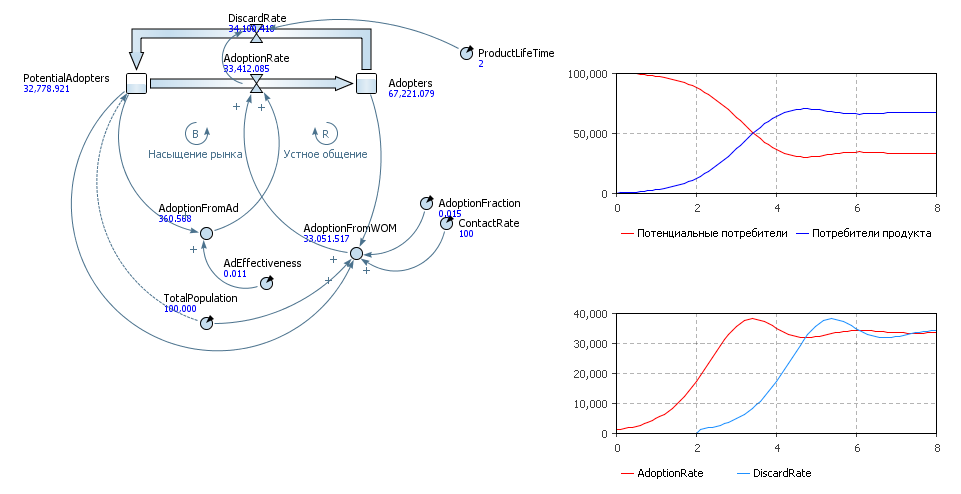 DiscardRate
34,100.418
ProductLifeTime
2
AdoptionRate
33,412.085
PotentialAdopters
32,778.921
Adopters
67,221.079
+ +
B
R
Насыщение рынка
Устное общение
AdoptionFromAd
360.568
+
AdoptionFraction
0.015
ContactRate
100
AdoptionFromWOM
33,051.517
+
+
+
AdEffectiveness
0.011
TotalPopulation
100,000
100,000
50,000
0
0 2 4 6 8
Потенциальные потребители
Потребители продукта
40,000
30,000
20,000
10,000
0
0 2 4 6 8
AdoptionRate
DiscardRate